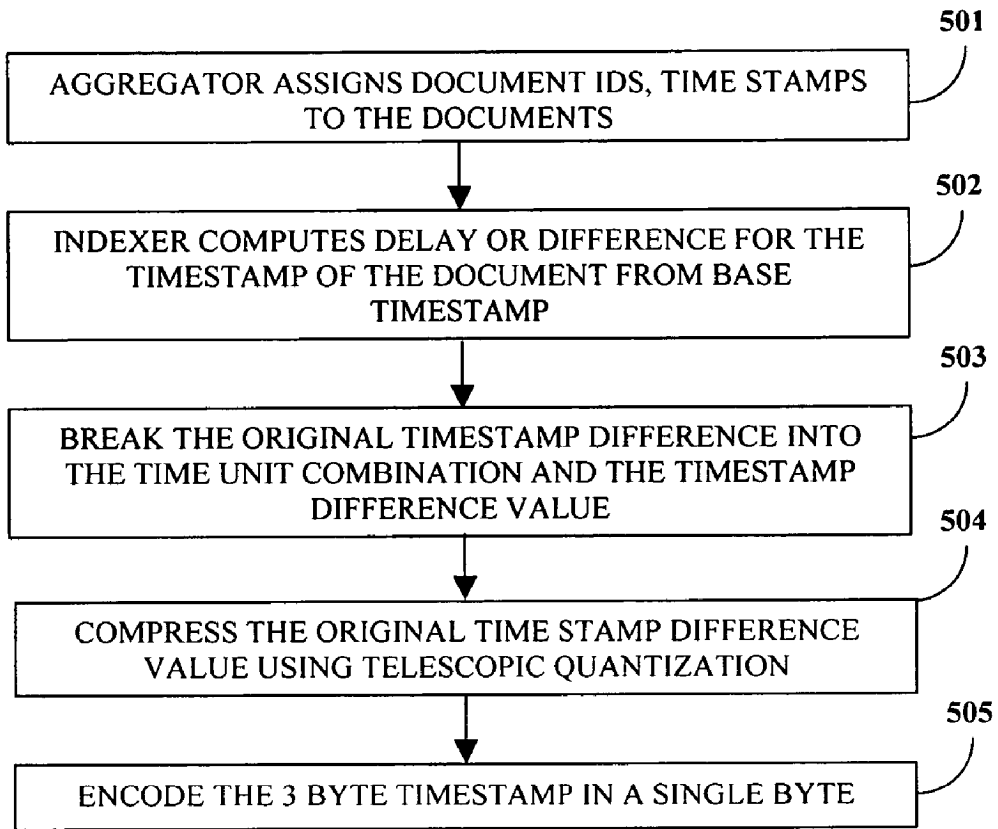 501
AGGREGATOR ASSIGNS DOCUMENT IDS, TIME STAMPS
TO THE DOCUMENTS
502
INDEXER COMPUTES DELAY OR DIFFERENCE FOR THE
TIMESTAMP OF THE DOCUMENT FROM BASE
TIMESTAMP
503
BREAK THE ORIGINAL TIMESTAMP DIFFERENCE INTO
THE TIME UNIT COMBINATION AND THE TIMESTAMP
DIFFERENCE VALUE
504
COMPRESS THE ORIGINAL TIME STAMP DIFFERENCE
VALUE USING TELESCOPIC QUANTIZATION
505
ENCODE THE 3 BYTE TIMESTAMP IN A SINGLE BYTE